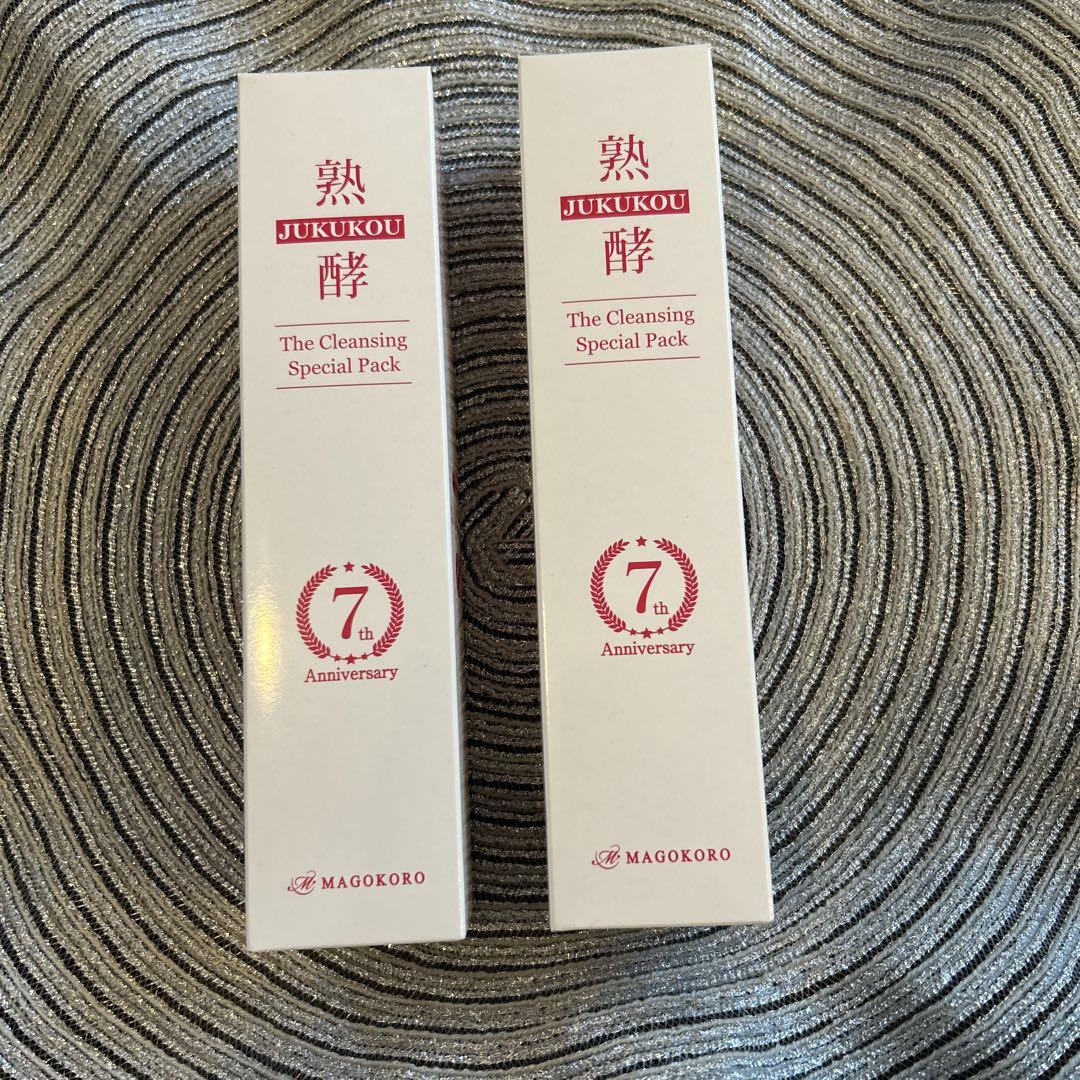 熟
JUKUKOU
酵
The Cleansing
Special Pack
7th
Anniversary
M MAGOKORO
熟
JUKUKOU
酵
The Cleansing
Special Pack
7th
Anniversary
M MAGOKORO